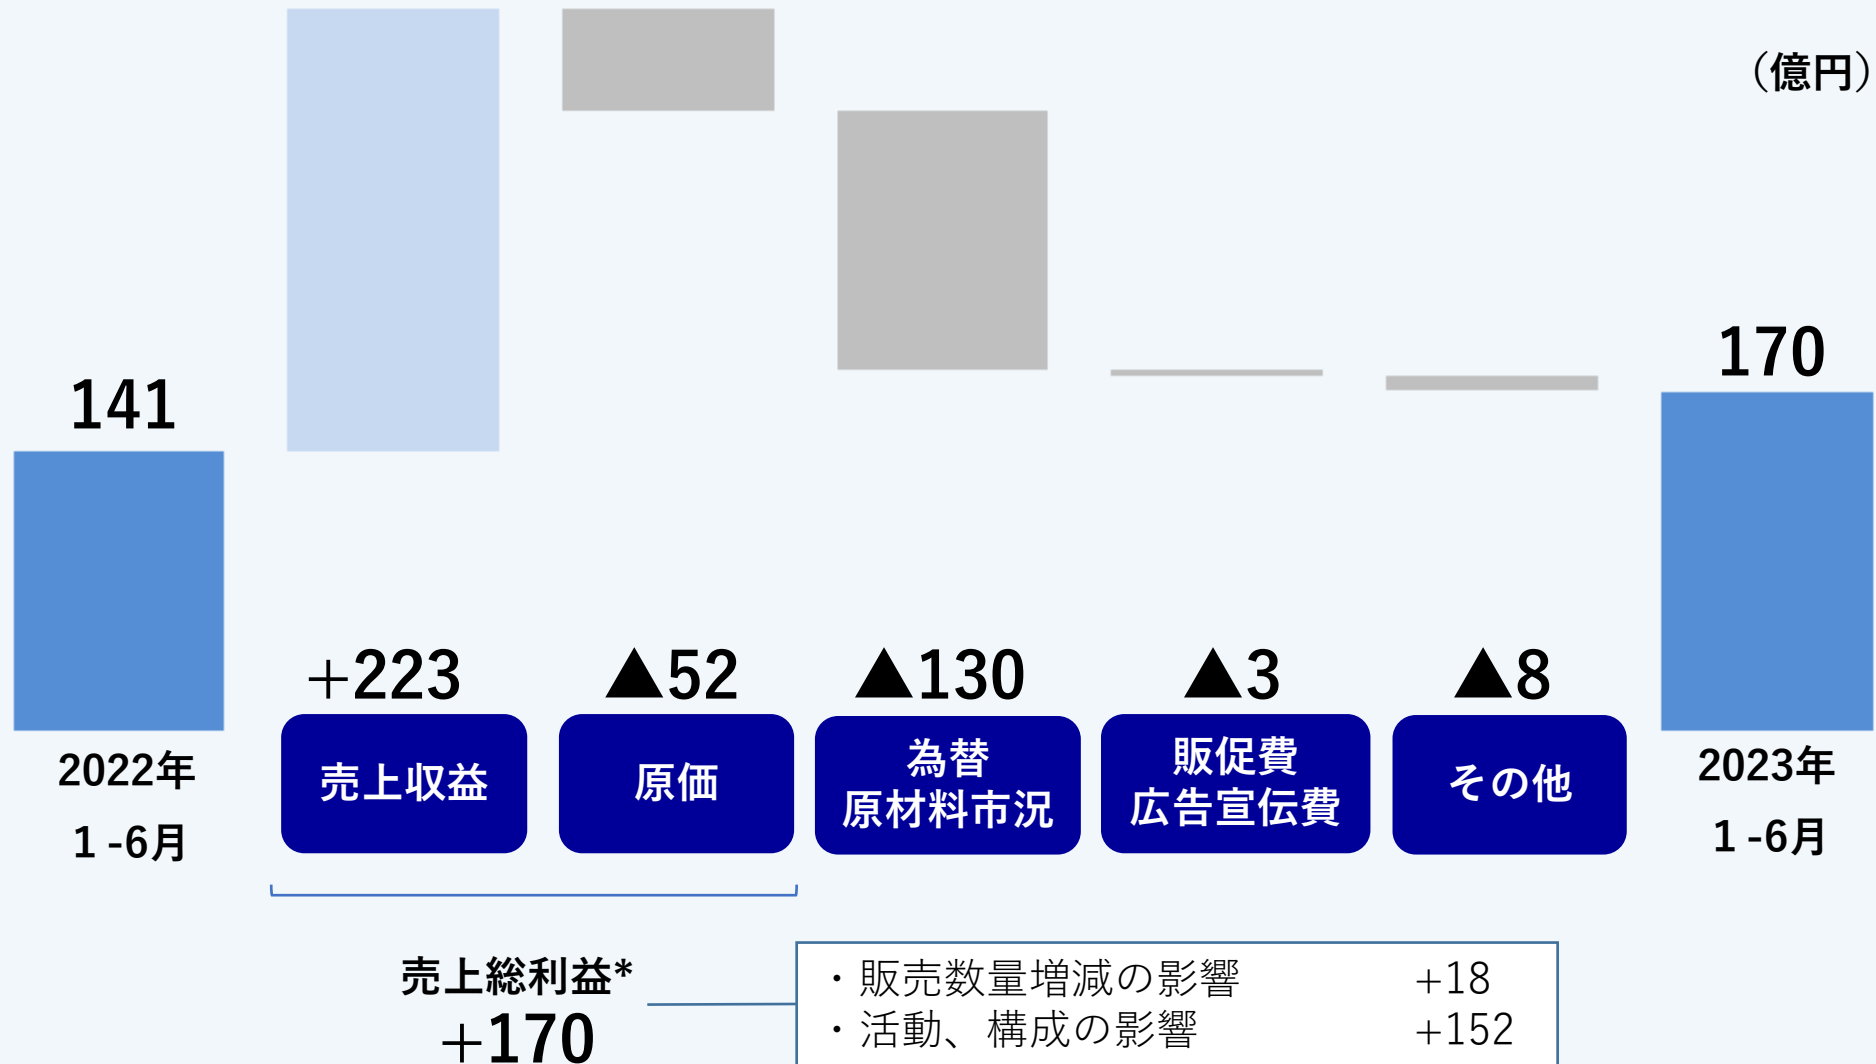 （億円）
141
170
+223
▲52
▲130
▲3
▲8
2022年
1 -6月
売上収益
原価
為替
原材料市況
販促費
広告宣伝費
その他
2023年
1 -6月
売上総利益*
+170
・販売数量増減の影響 +18
・活動、構成の影響 +152